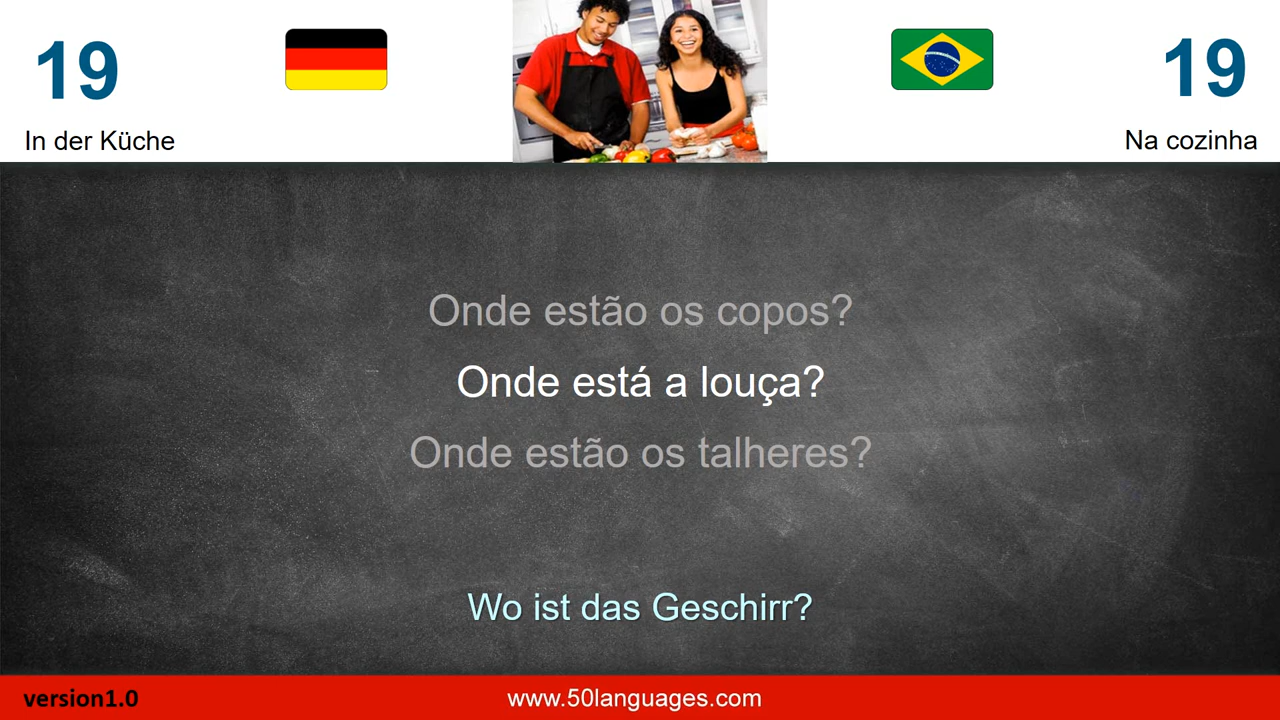 19
19
In der Küche
Na cozinha
Onde estão os copos?
Onde está a louça?
Onde estão os talheres?
Wo ist das Geschirr?
version1.0
www.50languages.com